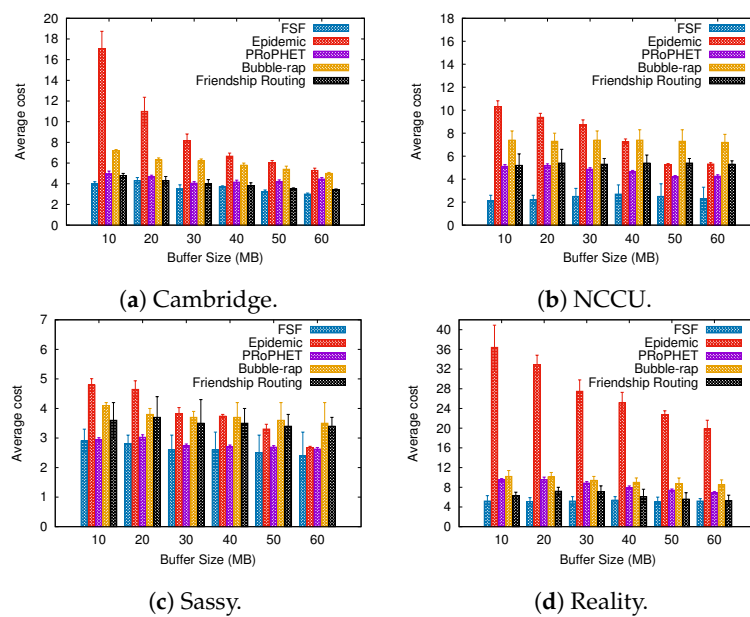 20
18
16
14
12
10
8
6
4
2
0
Average cost
FSF
Epidemic
PRoPHET
Bubble-rap
Friendship Routing
10 20 30 40 50 60
Buffer Size (MB)
(a) Cambridge.
18
16
14
12
10
8
6
4
2
0
Average cost
FSF
Epidemic
PRoPHET
Bubble-rap
Friendship Routing
10 20 30 40 50 60
Buffer Size (MB)
(b) NCCU.
7
6
5
4
3
2
1
0
Average cost
FSF
Epidemic
PRoPHET
Bubble-rap
Friendship Routing
10 20 30 40 50 60
Buffer Size (MB)
(c) Sassy.
40
36
32
28
24
20
16
12
8
4
0
Average cost
FSF
Epidemic
PRoPHET
Bubble-rap
Friendship Routing
10 20 30 40 50 60
Buffer Size (MB)
(d) Reality.